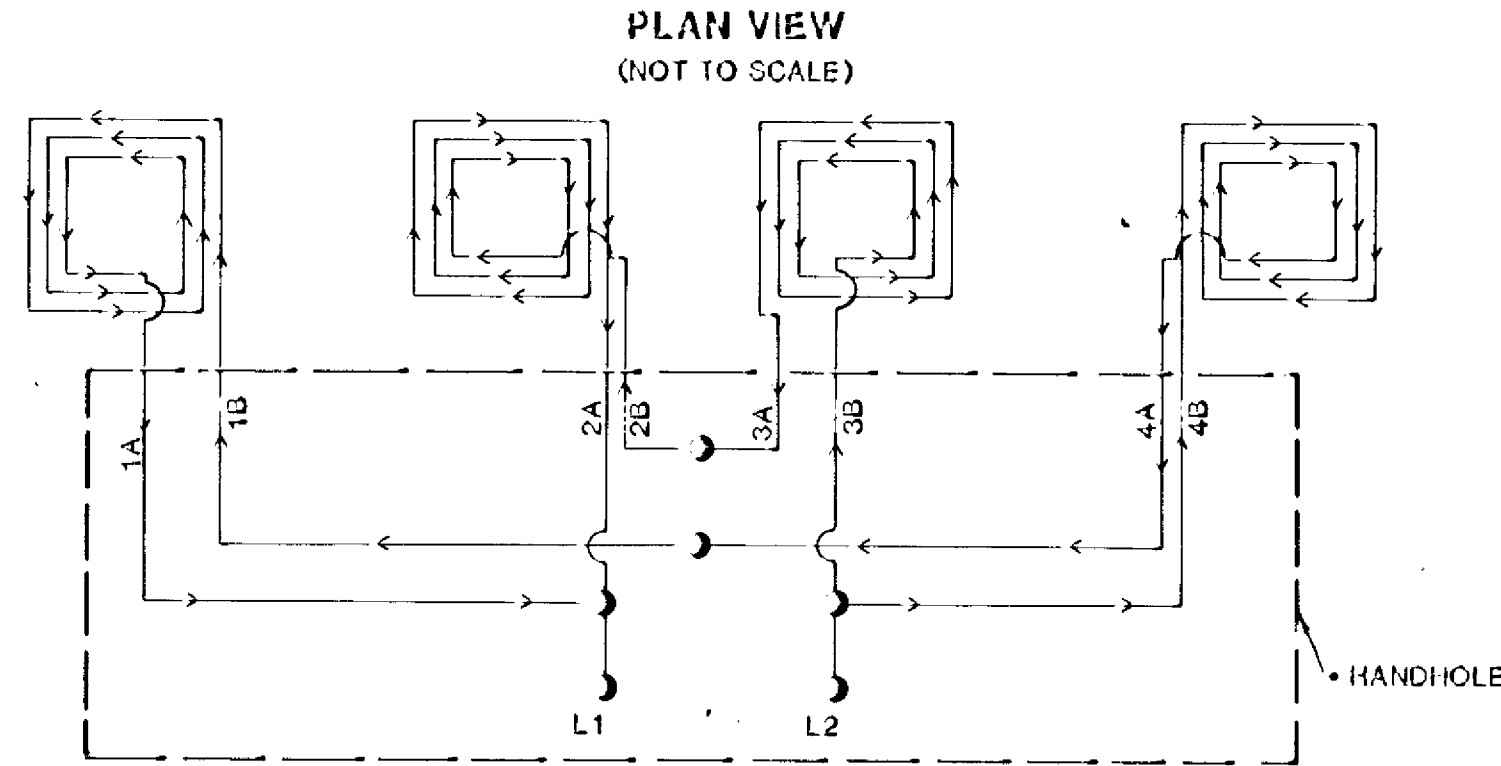 PLAN VIEW
(NOT TO SCALE)
1A
1B
2A
2B
3A
3B
4A
4B
HANDHOLE
L1
L2